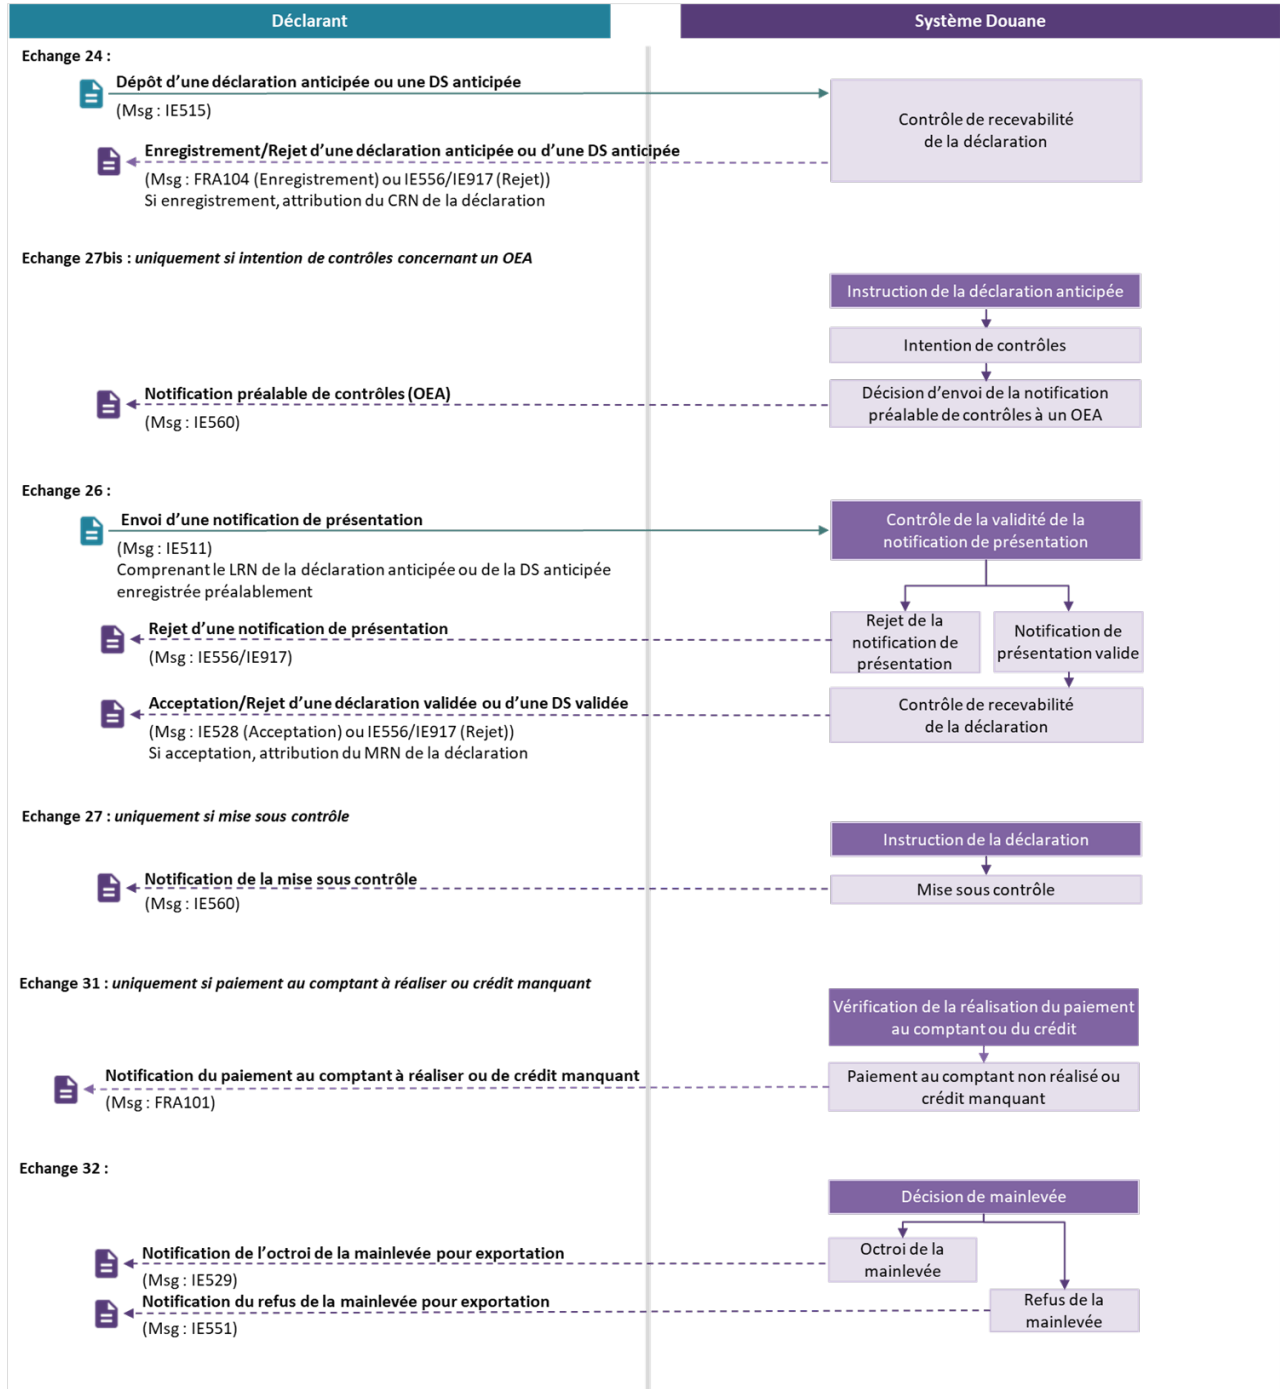 Déclarant
Système Douane
Echange 24 :
Dépôt d’une déclaration anticipée ou une DS anticipée
(Msg : IE515)
Contrôle de recevabilité
de la déclaration
Enregistrement/Rejet d’une déclaration anticipée ou d’une DS anticipée
(Msg : FRA104 (Enregistrement) ou IE556/IE917 (Rejet))
Si enregistrement, attribution du CRN de la déclaration
Echange 27bis : uniquement si intention de contrôles concernant un OEA
Instruction de la déclaration anticipée
Intention de contrôles
Notification préalable de contrôles (OEA)
(Msg : IE560)
Décision d’envoi de la notification
préalable de contrôles à un OEA
Echange 26 :
Envoi d’une notification de présentation
(Msg : IE511)
Comprenant le LRN de la déclaration anticipée ou de la DS anticipée
enregistrée préalablement
Contrôle de la validité de la
notification de présentation
Rejet d’une notification de présentation
(Msg : IE556/IE917)
Rejet de la
notification de
présentation
Notification de
présentation valide
Acceptation/Rejet d’une déclaration validée ou d’une DS validée
(Msg : IE528 (Acceptation) ou IE556/IE917 (Rejet))
Si acceptation, attribution du MRN de la déclaration
Contrôle de recevabilité
de la déclaration
Echange 27 : uniquement si mise sous contrôle
Instruction de la déclaration
Notification de la mise sous contrôle
(Msg : IE560)
Mise sous contrôle
Echange 31 : uniquement si paiement au comptant à réaliser ou crédit manquant
Vérification de la réalisation du paiement
au comptant ou du crédit
Notification du paiement au comptant à réaliser ou de crédit manquant
(Msg : FRA101)
Paiement au comptant non réalisé ou
crédit manquant
Echange 32 :
Décision de mainlevée
Notification de l’octroi de la mainlevée pour exportation
(Msg : IE529)
Octroi de la
mainlevée
Notification du refus de la mainlevée pour exportation
(Msg : IE551)
Refus de la
mainlevée